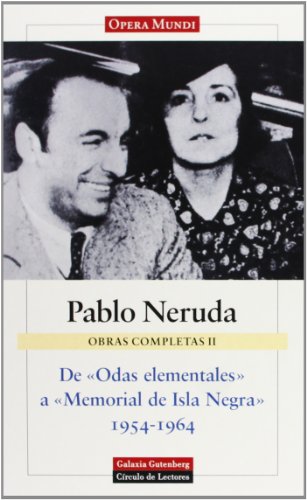 Opera Mundi
Pablo Neruda
OBRAS COMPLETAS II
De «Odas elementales»
a «Memorial de Isla Negra»
1954-1964
Galaxia Gutenberg
Círculo de Lectores